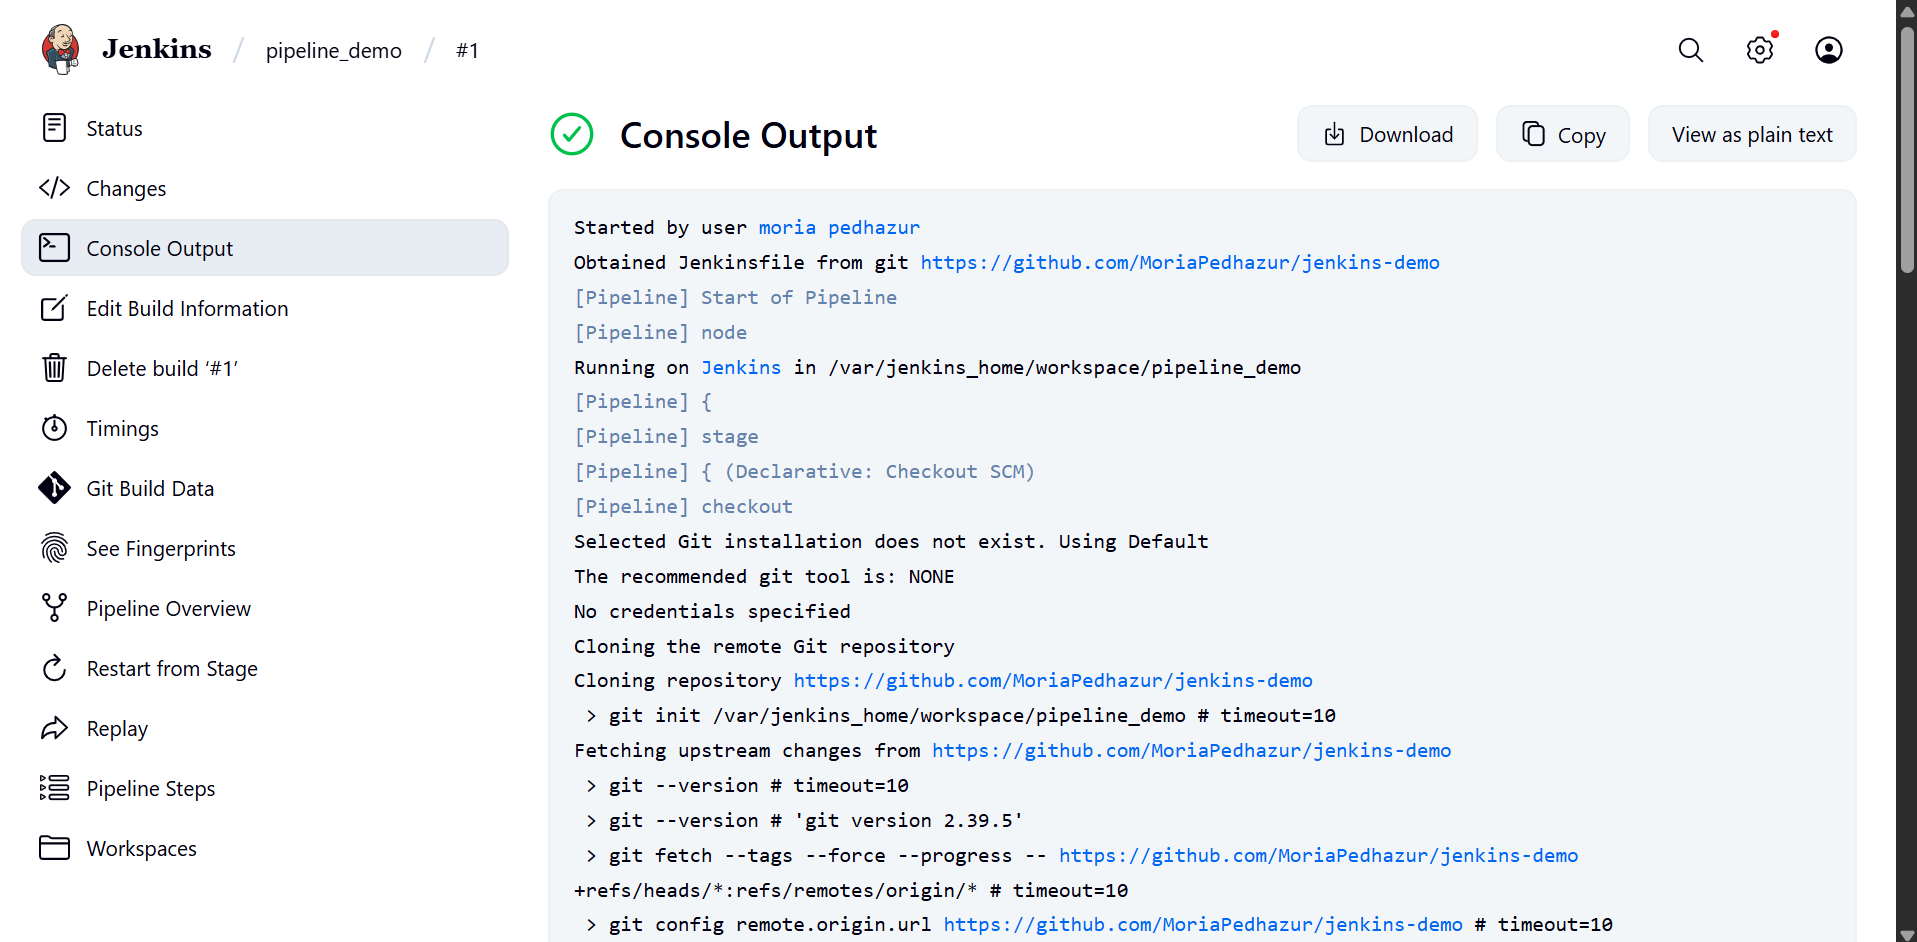 Jenkins / pipeline_demo / #1
Status
Changes
Console Output
Edit Build Information
Delete build ‘#1’
Timings
Git Build Data
See Fingerprints
Pipeline Overview
Restart from Stage
Replay
Pipeline Steps
Workspaces
Console Output
Download
Copy
View as plain text
Started by user moria pedhazur
Obtained Jenkinsfile from git https://github.com/MoriaPedhazur/jenkins-demo
[Pipeline] Start of Pipeline
[Pipeline] node
Running on Jenkins in /var/jenkins_home/workspace/pipeline_demo
[Pipeline] {
[Pipeline] stage
[Pipeline] { (Declarative: Checkout SCM)
[Pipeline] checkout
Selected Git installation does not exist. Using Default
The recommended git tool is: NONE
No credentials specified
Cloning the remote Git repository
Cloning repository https://github.com/MoriaPedhazur/jenkins-demo
 > git init /var/jenkins_home/workspace/pipeline_demo # timeout=10
Fetching upstream changes from https://github.com/MoriaPedhazur/jenkins-demo
 > git --version # timeout=10
 > git --version # 'git version 2.39.5'
 > git fetch --tags --force --progress -- https://github.com/MoriaPedhazur/jenkins-demo
+refs/heads/*:refs/remotes/origin/* # timeout=10
 > git config remote.origin.url https://github.com/MoriaPedhazur/jenkins-demo # timeout=10